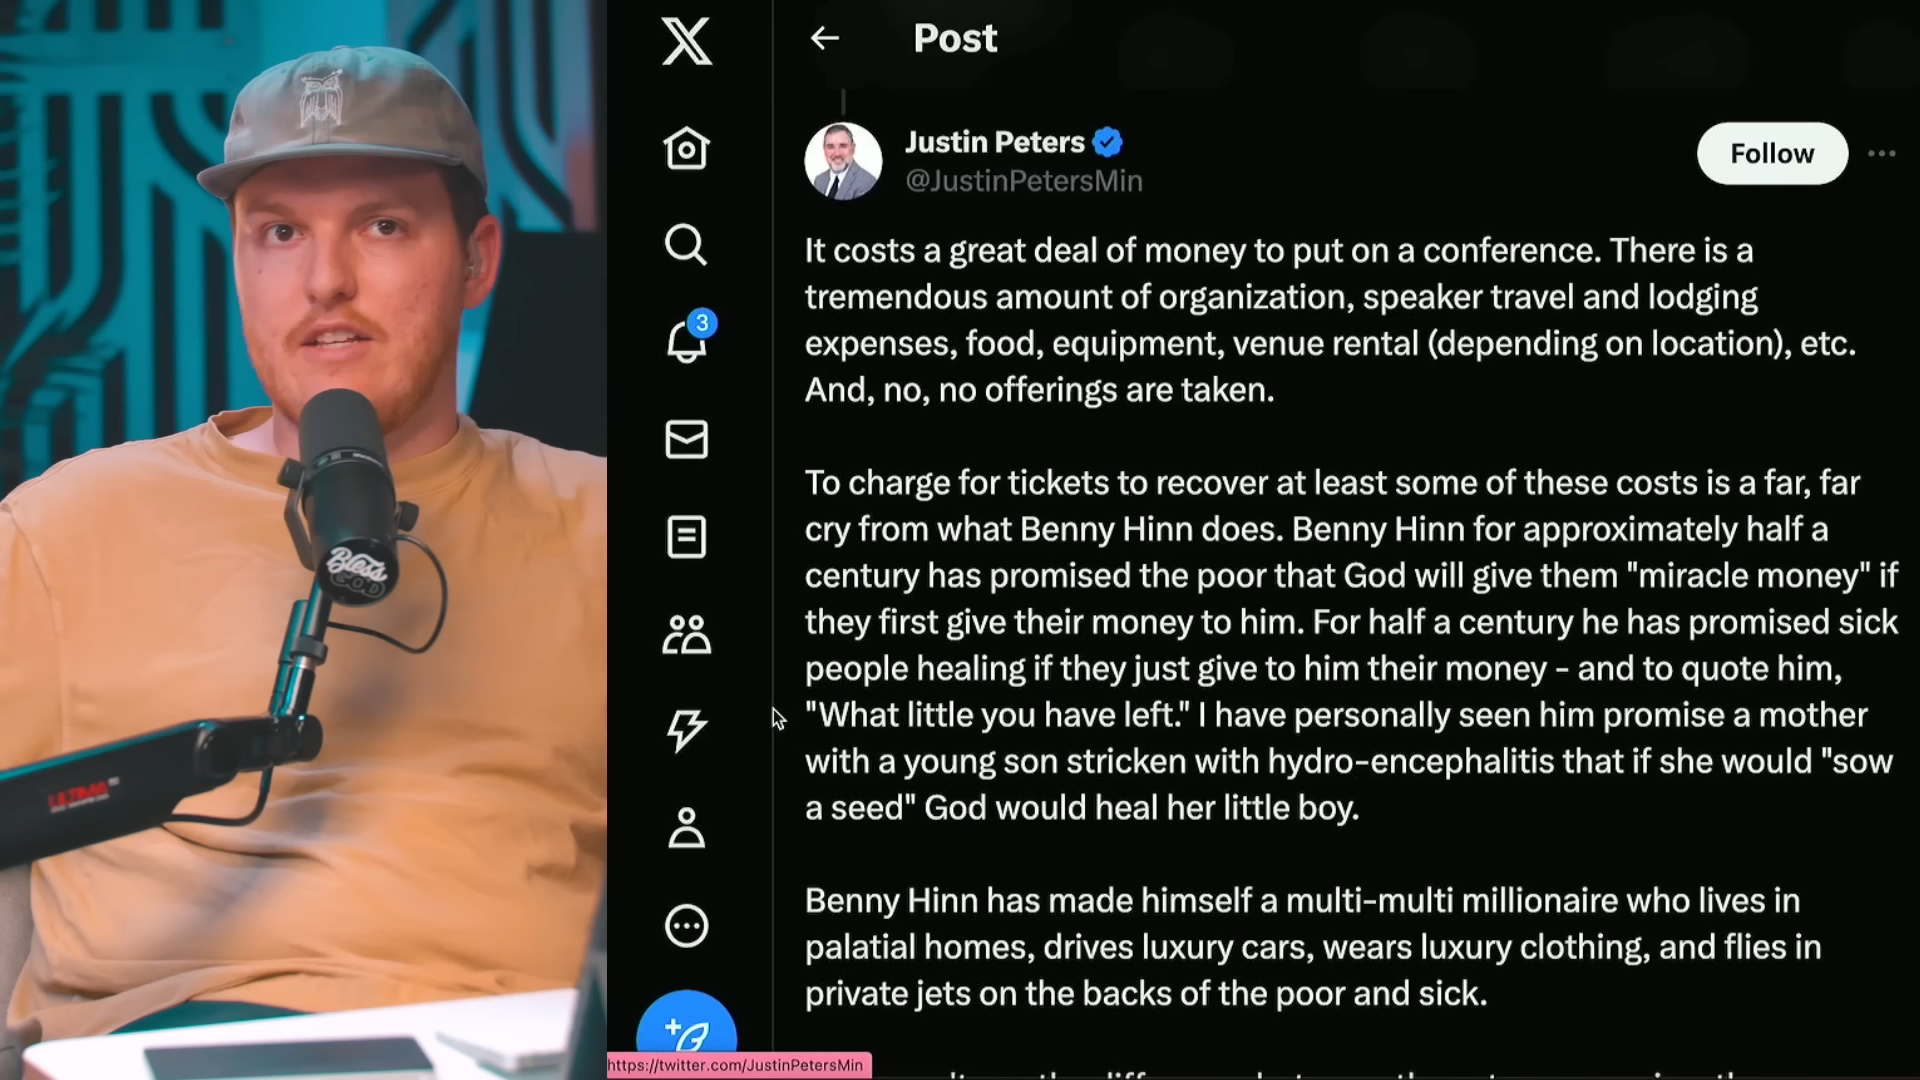 Post
Justin Peters
@JustinPetersMin
Follow
It costs a great deal of money to put on a conference. There is a
tremendous amount of organization, speaker travel and lodging
expenses, food, equipment, venue rental (depending on location), etc.
And, no, no offerings are taken.
To charge for tickets to recover at least some of these costs is a far, far
cry from what Benny Hinn does. Benny Hinn for approximately half a
century has promised the poor that God will give them "miracle money" if
they first give their money to him. For half a century he has promised sick
people healing if they just give to him their money - and to quote him,
"What little you have left." I have personally seen him promise a mother
with a young son stricken with hydro-encephalitis that if she would "sow
a seed" God would heal her little boy.
Benny Hinn has made himself a multi-multi millionaire who lives in
palatial homes, drives luxury cars, wears luxury clothing, and flies in
private jets on the backs of the poor and sick.
3
https://twitter.com/JustinPetersMin
Bless
GOD
ULTIMA